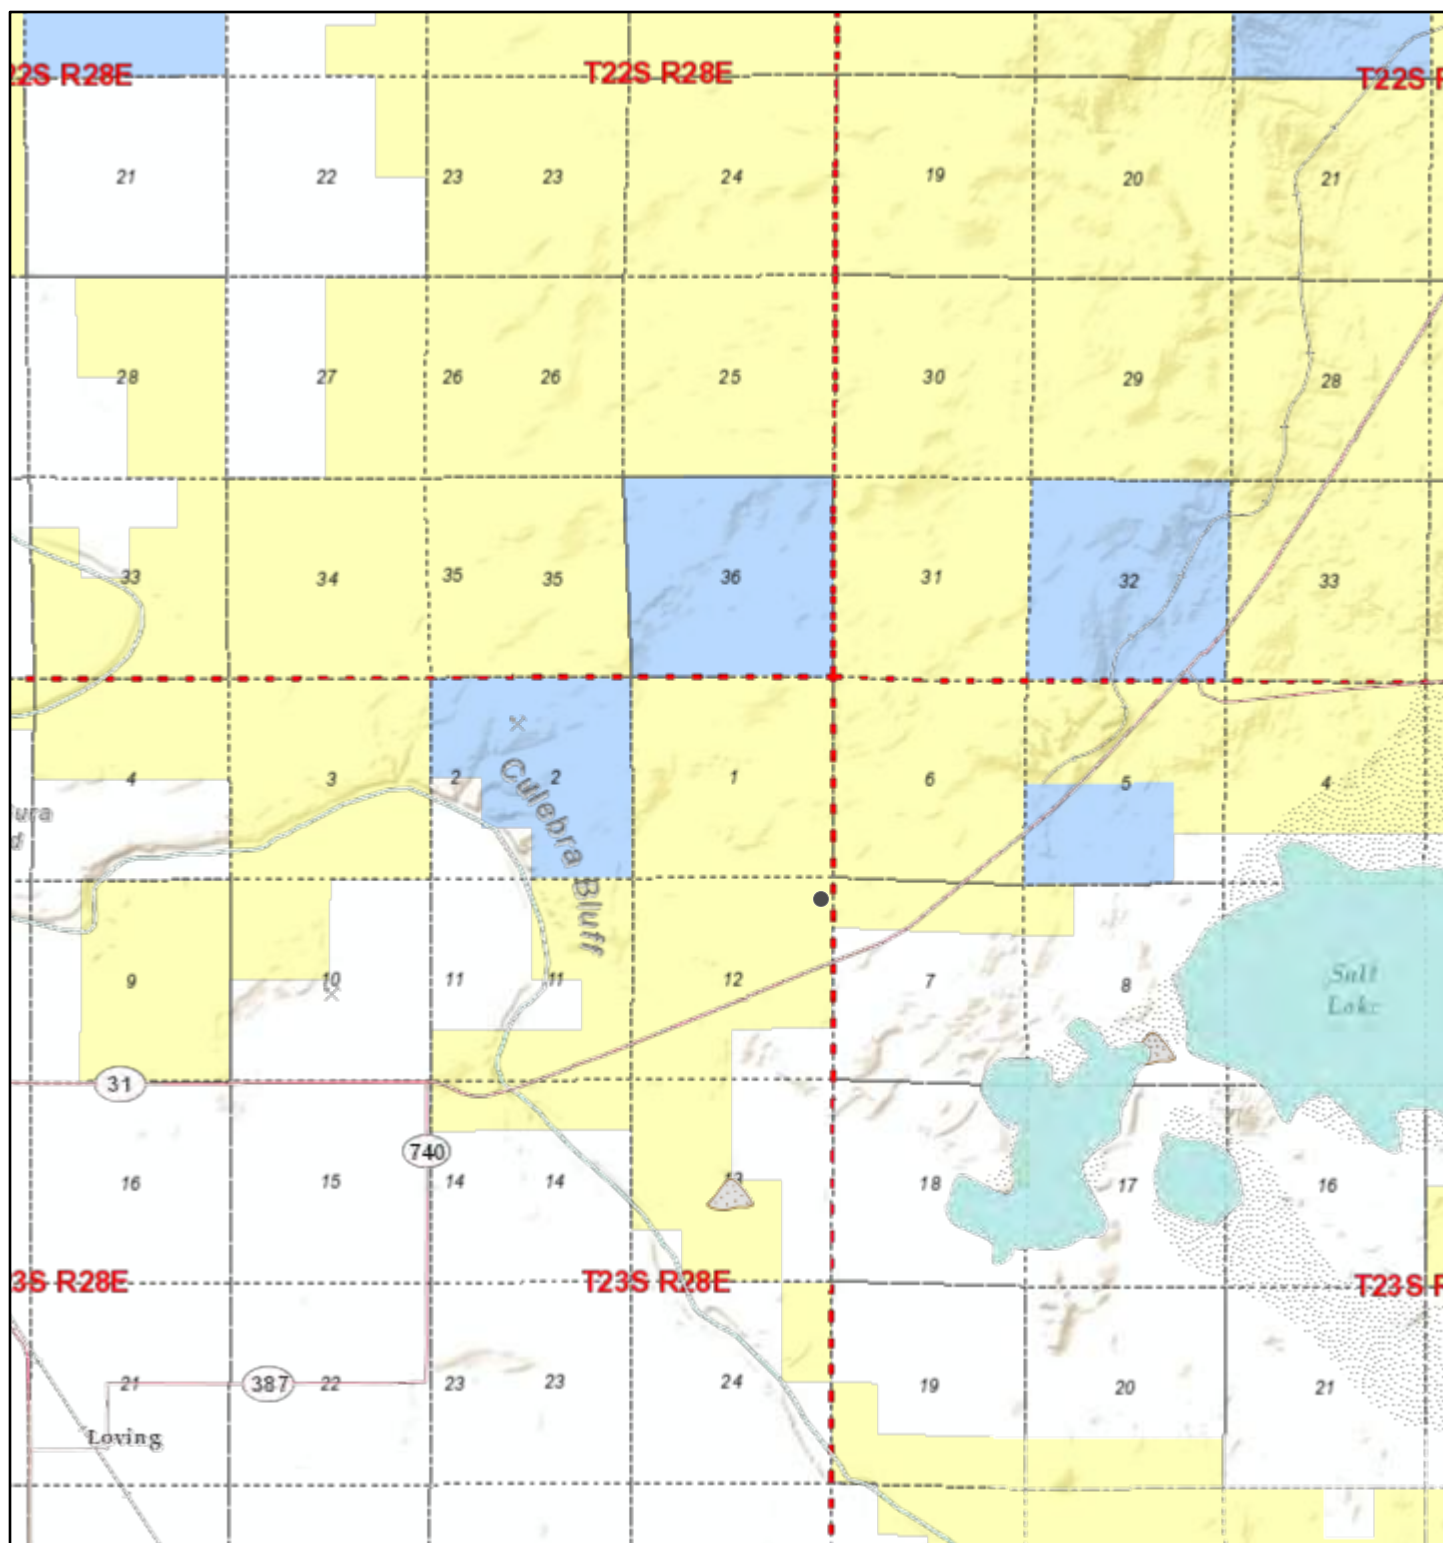 22S R28E T22S R28E T22S R
21 22 23 23 24 19 20 21
28 27 26 26 25 30 29 28
33 34 35 35 36 31 32 33
4 3 2 2 1 6 5 4
ura
d
Culebra Bluff
9 10 11 11 12 7 8
Salt
Lake
31
740
16 15 14 14 13 18 17 16
3S R28E T23S R28E T23S R
21 387 22 23 23 24 19 20 21
Loving